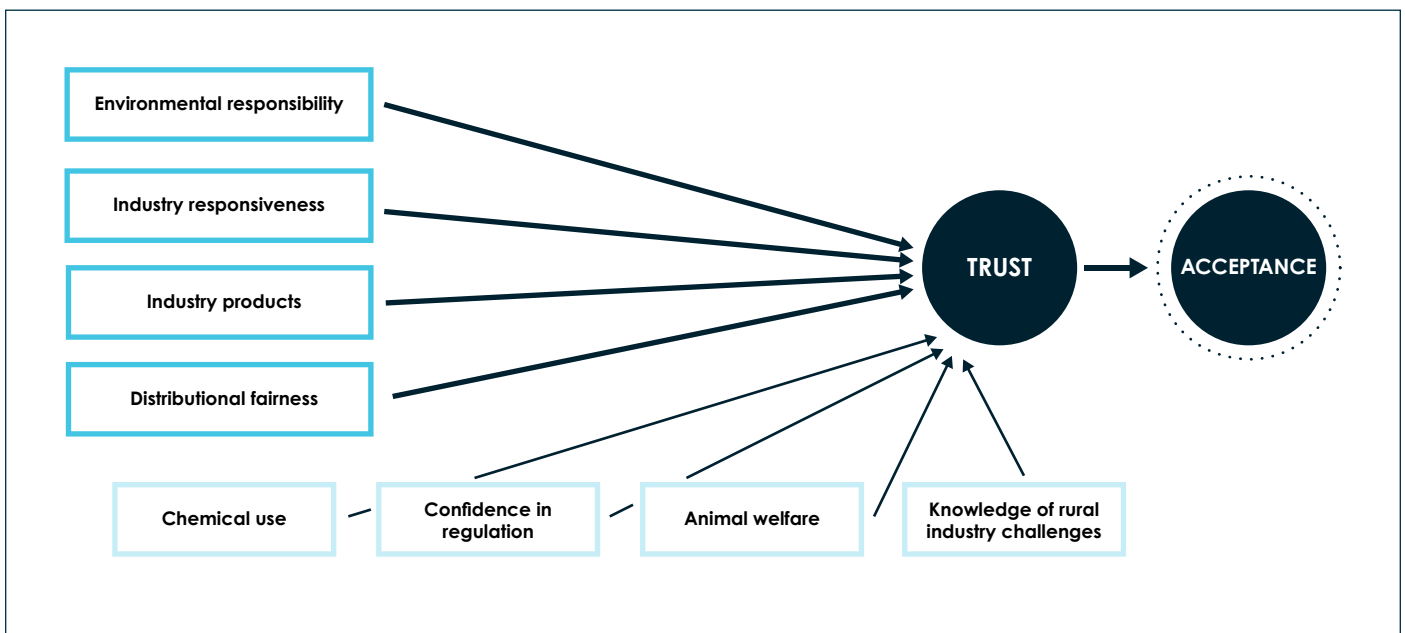 Environmental responsibility
Industry responsiveness
Industry products
Distributional fairness
TRUST
ACCEPTANCE
Chemical use
Confidence in
regulation
Animal welfare
Knowledge of rural
industry challenges